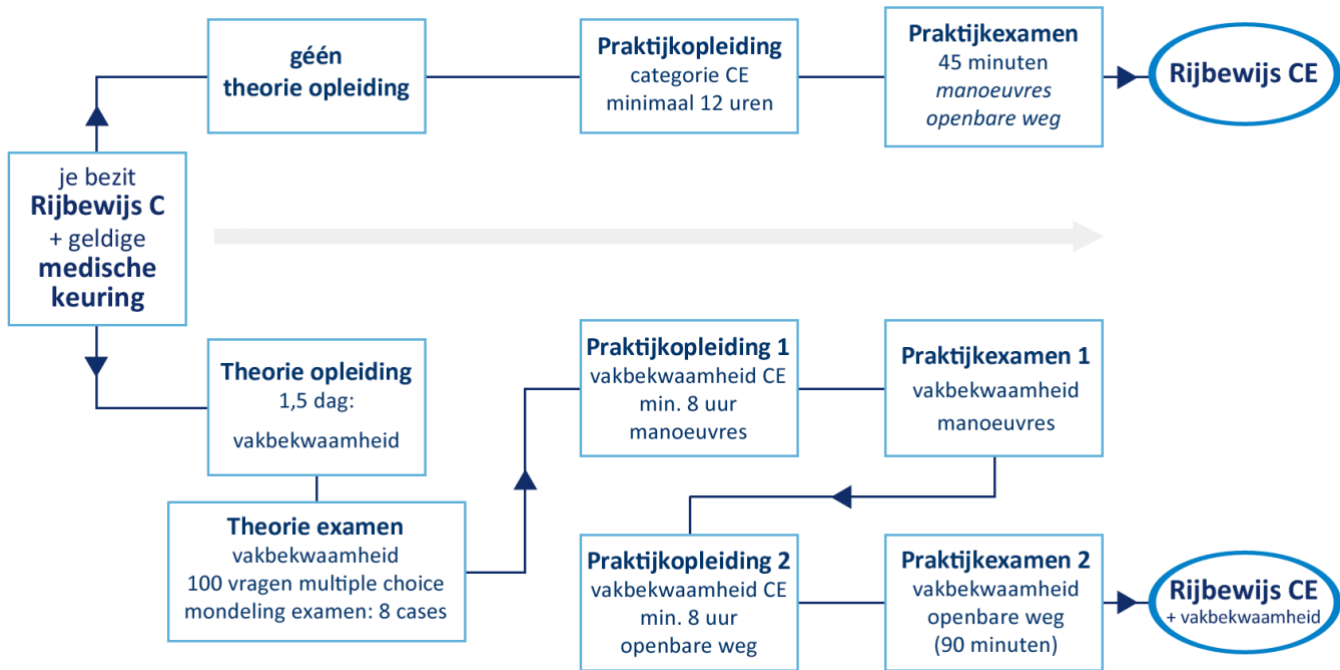 géén
theorie opleiding
Praktijkopleiding
categorie CE
minimaal 12 uren
Praktijkexamen
45 minuten
manoeuvres
openbare weg
Rijbewijs CE
je bezit
Rijbewijs C
+ geldige
medische
keuring
Theorie opleiding
1,5 dag:
vakbekwaamheid
Theorie examen
vakbekwaamheid
100 vragen multiple choice
mondeling examen: 8 cases
Praktijkopleiding 1
vakbekwaamheid CE
min. 8 uur
manoeuvres
Praktijkexamen 1
vakbekwaamheid
manoeuvres
Praktijkopleiding 2
vakbekwaamheid CE
min. 8 uur
openbare weg
Praktijkexamen 2
vakbekwaamheid
openbare weg
(90 minuten)
Rijbewijs CE
+ vakbekwaamheid